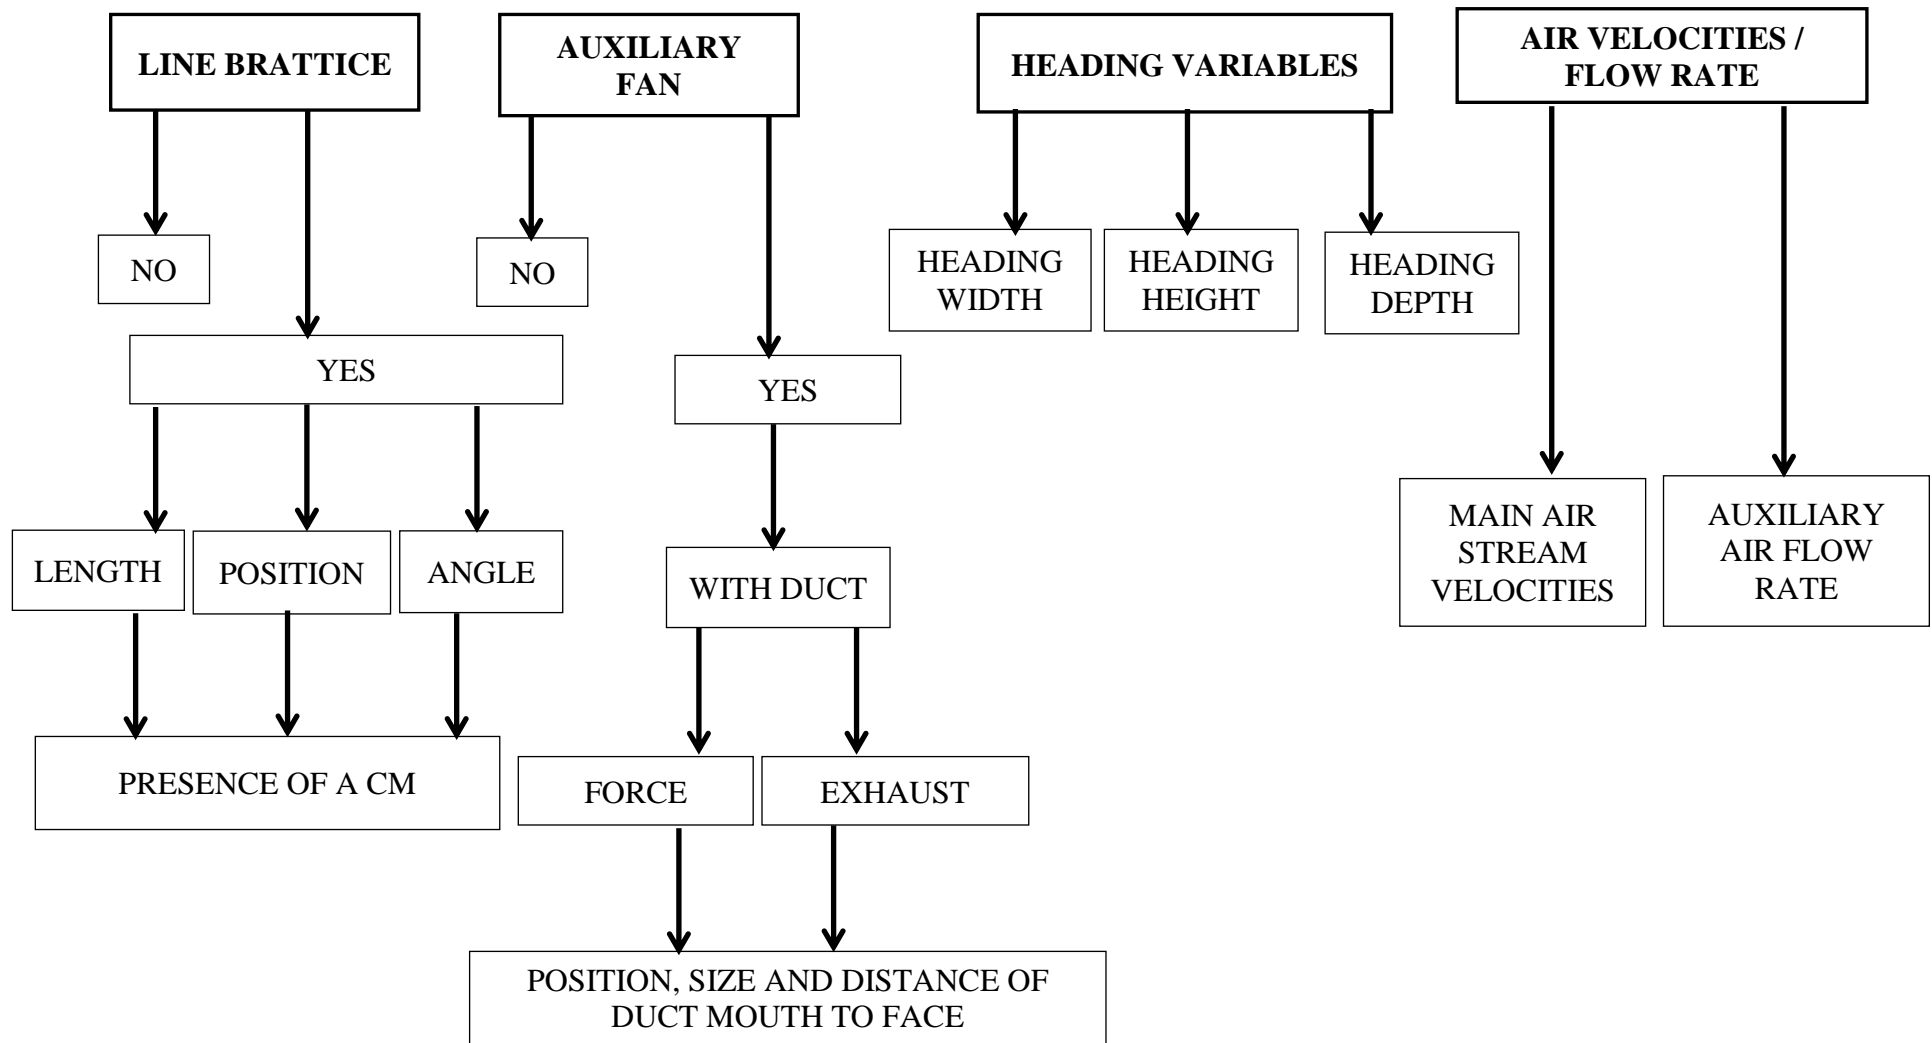 LINE BRATTICE
AUXILIARY
FAN
HEADING VARIABLES
AIR VELOCITIES /
FLOW RATE
NO
NO
HEADING
WIDTH
HEADING
HEIGHT
HEADING
DEPTH
YES
YES
LENGTH
POSITION
ANGLE
WITH DUCT
MAIN AIR
STREAM
VELOCITIES
AUXILIARY
AIR FLOW
RATE
PRESENCE OF A CM
FORCE
EXHAUST
POSITION, SIZE AND DISTANCE OF
DUCT MOUTH TO FACE